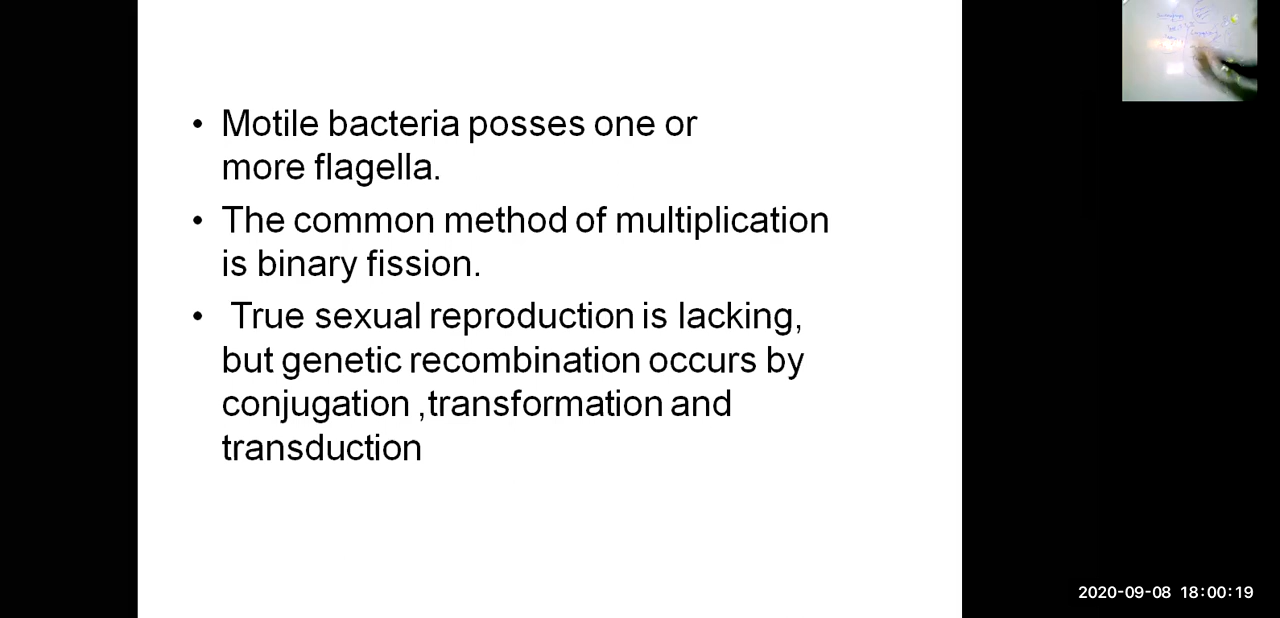 • Motile bacteria posses one or
more flagella.
• The common method of multiplication
is binary fission.
• True sexual reproduction is lacking,
but genetic recombination occurs by
conjugation ,transformation and
transduction
2020-09-08 18:00:19